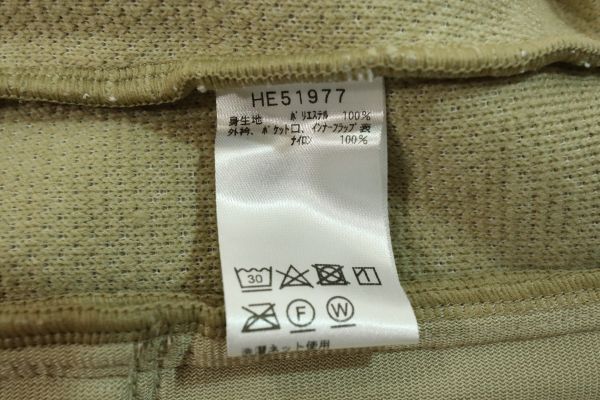 HE51977
身生地 ポリエステル 100%
外衿、ポケット口、インナーフラップ表
ナイロン 100%
30
F W
洗濯ネット使用